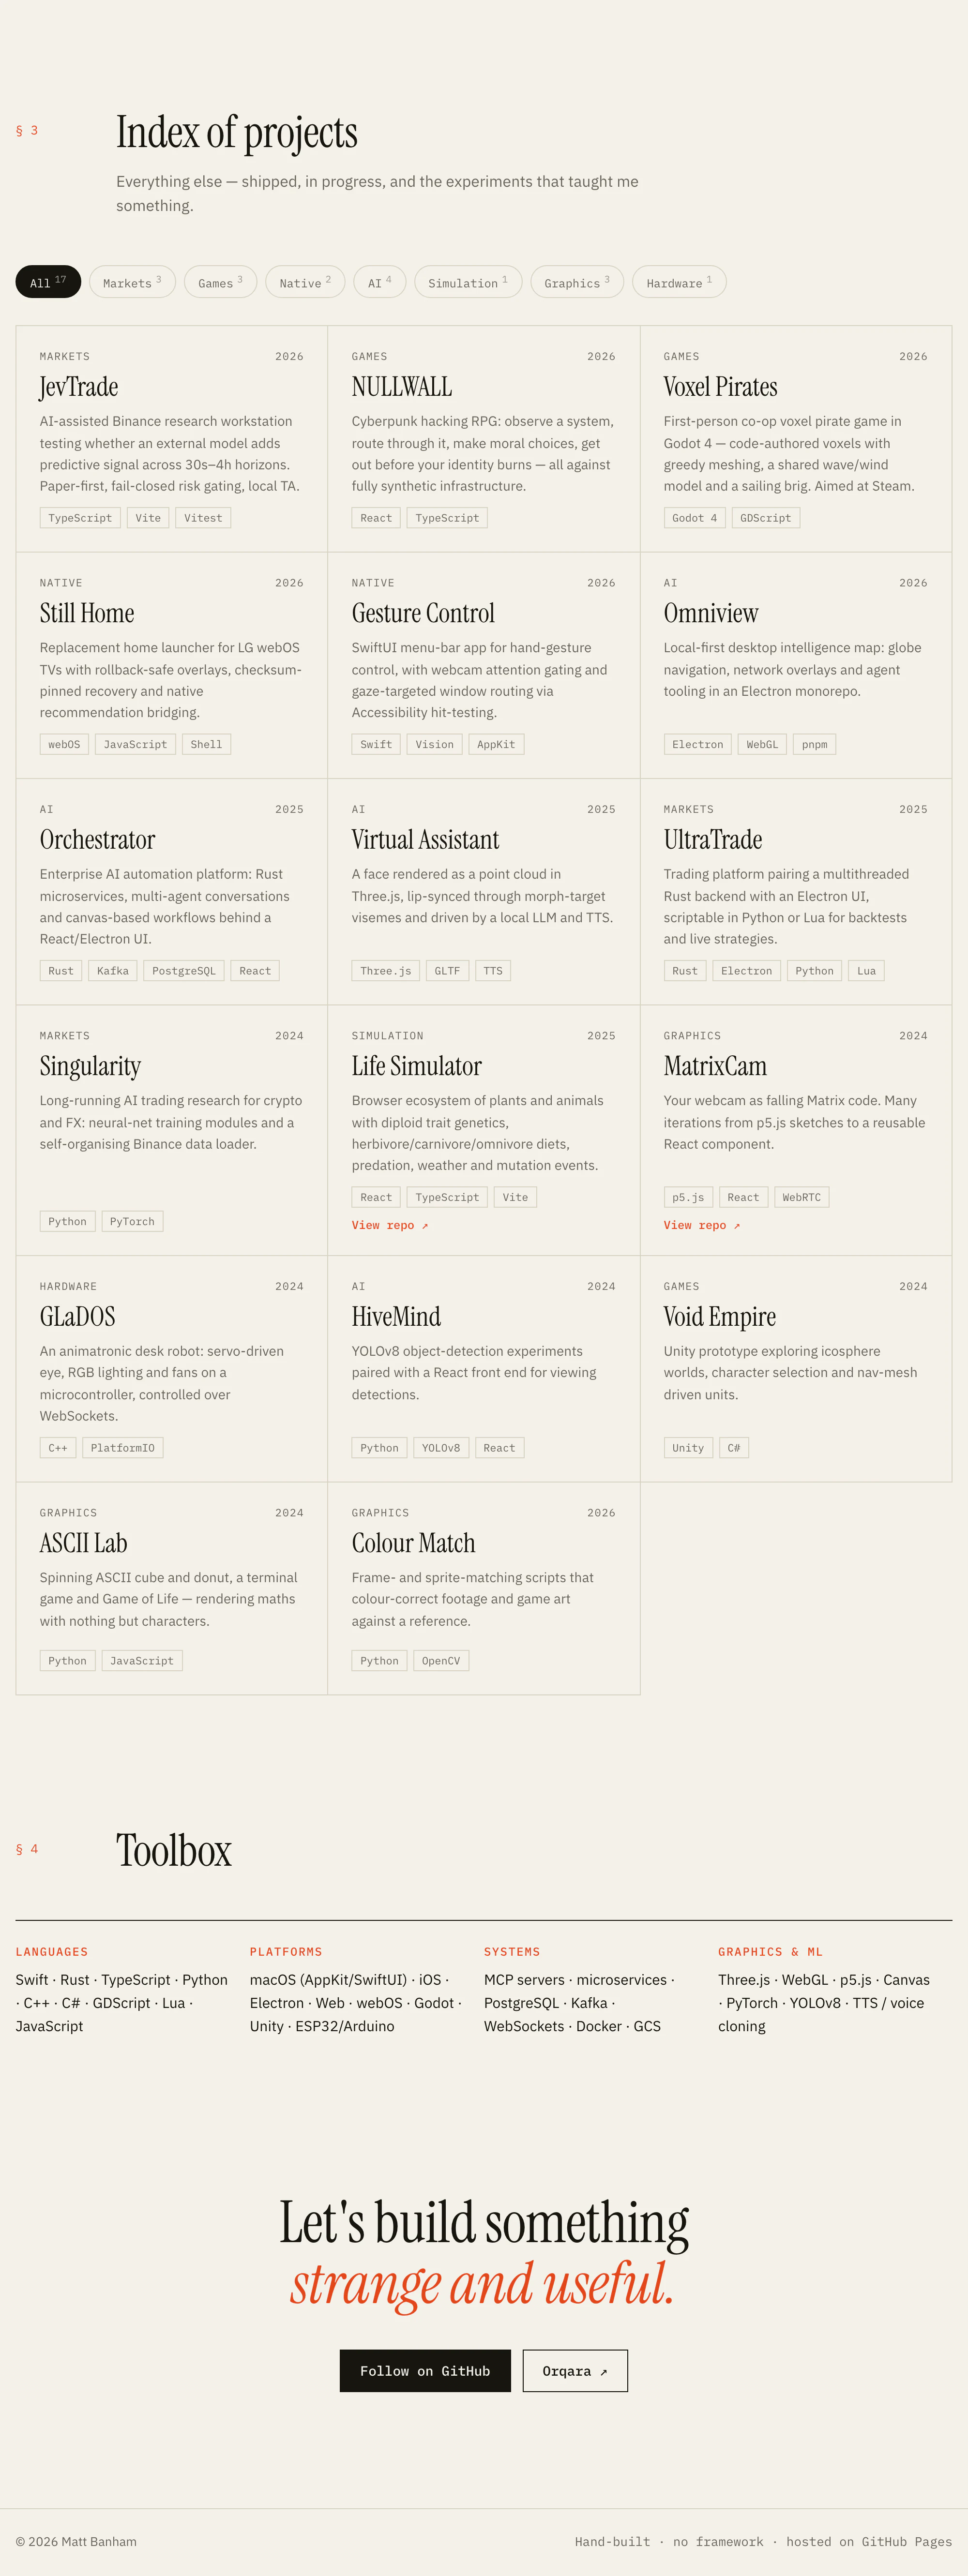 § 3
Index of projects
Everything else — shipped, in progress, and the experiments that taught me
something.
All 17
Markets 3
Games 3
Native 2
AI 4
Simulation 1
Graphics 3
Hardware 1
MARKETS 2026
JevTrade
AI-assisted Binance research workstation
testing whether an external model adds
predictive signal across 30s–4h horizons.
Paper-first, fail-closed risk gating, local TA.
TypeScript Vite Vitest
GAMES 2026
NULLWALL
Cyberpunk hacking RPG: observe a system,
route through it, make moral choices, get
out before your identity burns — all against
fully synthetic infrastructure.
React TypeScript
GAMES 2026
Voxel Pirates
First-person co-op voxel pirate game in
Godot 4 — code-authored voxels with
greedy meshing, a shared wave/wind
model and a sailing brig. Aimed at Steam.
Godot 4 GDScript
NATIVE 2026
Still Home
Replacement home launcher for LG webOS
TVs with rollback-safe overlays, checksum-
pinned recovery and native
recommendation bridging.
webOS JavaScript Shell
NATIVE 2026
Gesture Control
SwiftUI menu-bar app for hand-gesture
control, with webcam attention gating and
gaze-targeted window routing via
Accessibility hit-testing.
Swift Vision AppKit
AI 2026
Omniview
Local-first desktop intelligence map: globe
navigation, network overlays and agent
tooling in an Electron monorepo.
Electron WebGL pnpm
AI 2025
Orchestrator
Enterprise AI automation platform: Rust
microservices, multi-agent conversations
and canvas-based workflows behind a
React/Electron UI.
Rust Kafka PostgreSQL React
AI 2025
Virtual Assistant
A face rendered as a point cloud in
Three.js, lip-synced through morph-target
visemes and driven by a local LLM and TTS.
Three.js GLTF TTS
MARKETS 2025
UltraTrade
Trading platform pairing a multithreaded
Rust backend with an Electron UI,
scriptable in Python or Lua for backtests
and live strategies.
Rust Electron Python Lua
MARKETS 2024
Singularity
Long-running AI trading research for crypto
and FX: neural-net training modules and a
self-organising Binance data loader.
Python PyTorch
SIMULATION 2025
Life Simulator
Browser ecosystem of plants and animals
with diploid trait genetics,
herbivore/carnivore/omnivore diets,
predation, weather and mutation events.
React TypeScript Vite
View repo ↗
GRAPHICS 2024
MatrixCam
Your webcam as falling Matrix code. Many
iterations from p5.js sketches to a reusable
React component.
p5.js React WebRTC
View repo ↗
HARDWARE 2024
GLaDOS
An animatronic desk robot: servo-driven
eye, RGB lighting and fans on a
microcontroller, controlled over
WebSockets.
C++ PlatformIO
AI 2024
HiveMind
YOLOv8 object-detection experiments
paired with a React front end for viewing
detections.
Python YOLOv8 React
GAMES 2024
Void Empire
Unity prototype exploring icosphere
worlds, character selection and nav-mesh
driven units.
Unity C#
GRAPHICS 2024
ASCII Lab
Spinning ASCII cube and donut, a terminal
game and Game of Life — rendering maths
with nothing but characters.
Python JavaScript
GRAPHICS 2026
Colour Match
Frame- and sprite-matching scripts that
colour-correct footage and game art
against a reference.
Python OpenCV
§ 4
Toolbox
LANGUAGES
Swift · Rust · TypeScript · Python
· C++ · C# · GDScript · Lua ·
JavaScript
PLATFORMS
macOS (AppKit/SwiftUI) · iOS ·
Electron · Web · webOS · Godot ·
Unity · ESP32/Arduino
SYSTEMS
MCP servers · microservices ·
PostgreSQL · Kafka ·
WebSockets · Docker · GCS
GRAPHICS & ML
Three.js · WebGL · p5.js · Canvas
· PyTorch · YOLOv8 · TTS / voice
cloning
Let's build something
strange and useful.
Follow on GitHub
Orqara ↗
© 2026 Matt Banham
Hand-built · no framework · hosted on GitHub Pages